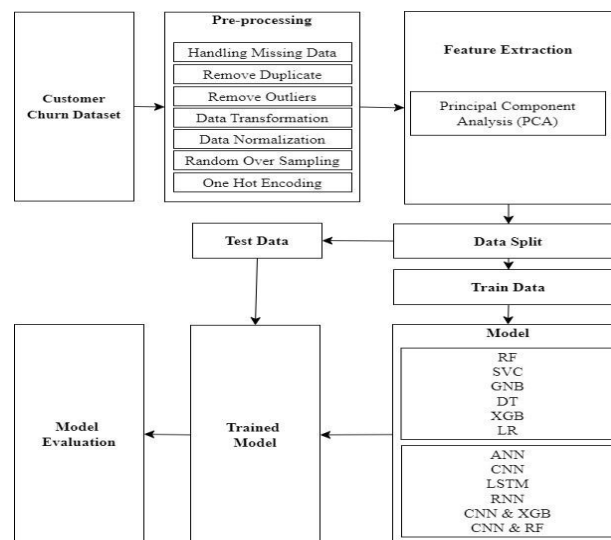 Customer
Churn Dataset
Pre-processing
Handling Missing Data
Remove Duplicate
Remove Outliers
Data Transformation
Data Normalization
Random Over Sampling
One Hot Encoding
Feature Extraction
Principal Component
Analysis (PCA)
Data Split
Test Data
Train Data
Model
RF
SVC
GNB
DT
XGB
LR
ANN
CNN
LSTM
RNN
CNN & XGB
CNN & RF
Trained
Model
Model
Evaluation